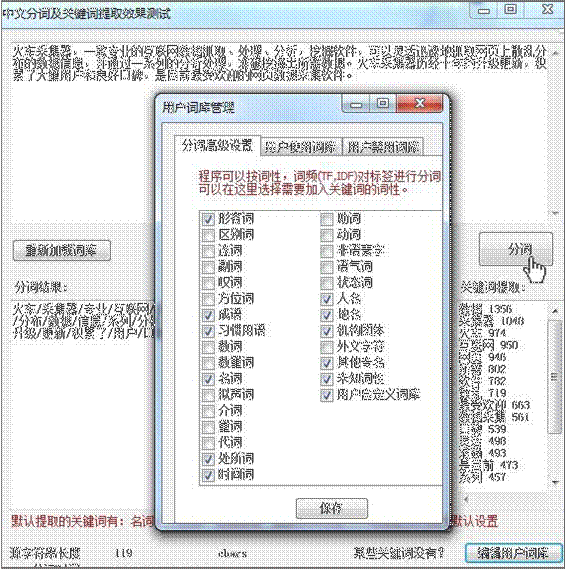 中文分词及关键词提取效果测试
火车采集器，一家专业的互联网数据抓取、处理、分析，挖掘软件，可以灵活迅速地抓取网页上散乱分
布的数据信息，并通过一系列的分析处理，准确挖掘出所需数据。火车采集器历经十年的升级更新，积
累了大量用户和良好口碑，是目前最受欢迎的网页数据采集软件。
用户词库管理
分词高级设置 用户使用词库 用户禁用词库
程序可以按词性，词频(TF,IDF)对标签进行分词
可以在这里选择需要加入关键词的词性。
形容词 助词
区别词 动词
连词 非语素字
副词 语气词
叹词 状态词
方位词 人名
成语 地名
习惯用语 机构团体
数词 外文字符
数量词 其他专名
名词 未知词性
拟声词 用户自定义词库
介词
量词
代词
处所词
时间词
保存
重新加载词库
分词
分词结果:
火车/采集器/专业/互联网/
/分析/数据/信息/系列/分
升级/更新/积累了/用户/
关键词提取:
数据 1356
采集器 1048
火车 974
互联网 950
网页 946
挖掘 802
软件 782
719
最受欢迎 663
数据采集 561
口碑 539
498
493
是目前 473
系列 457
默认提取的关键词有: 名词
默认设置
源字符串长度 119 chars 某些关键词没有? 编辑用户词库